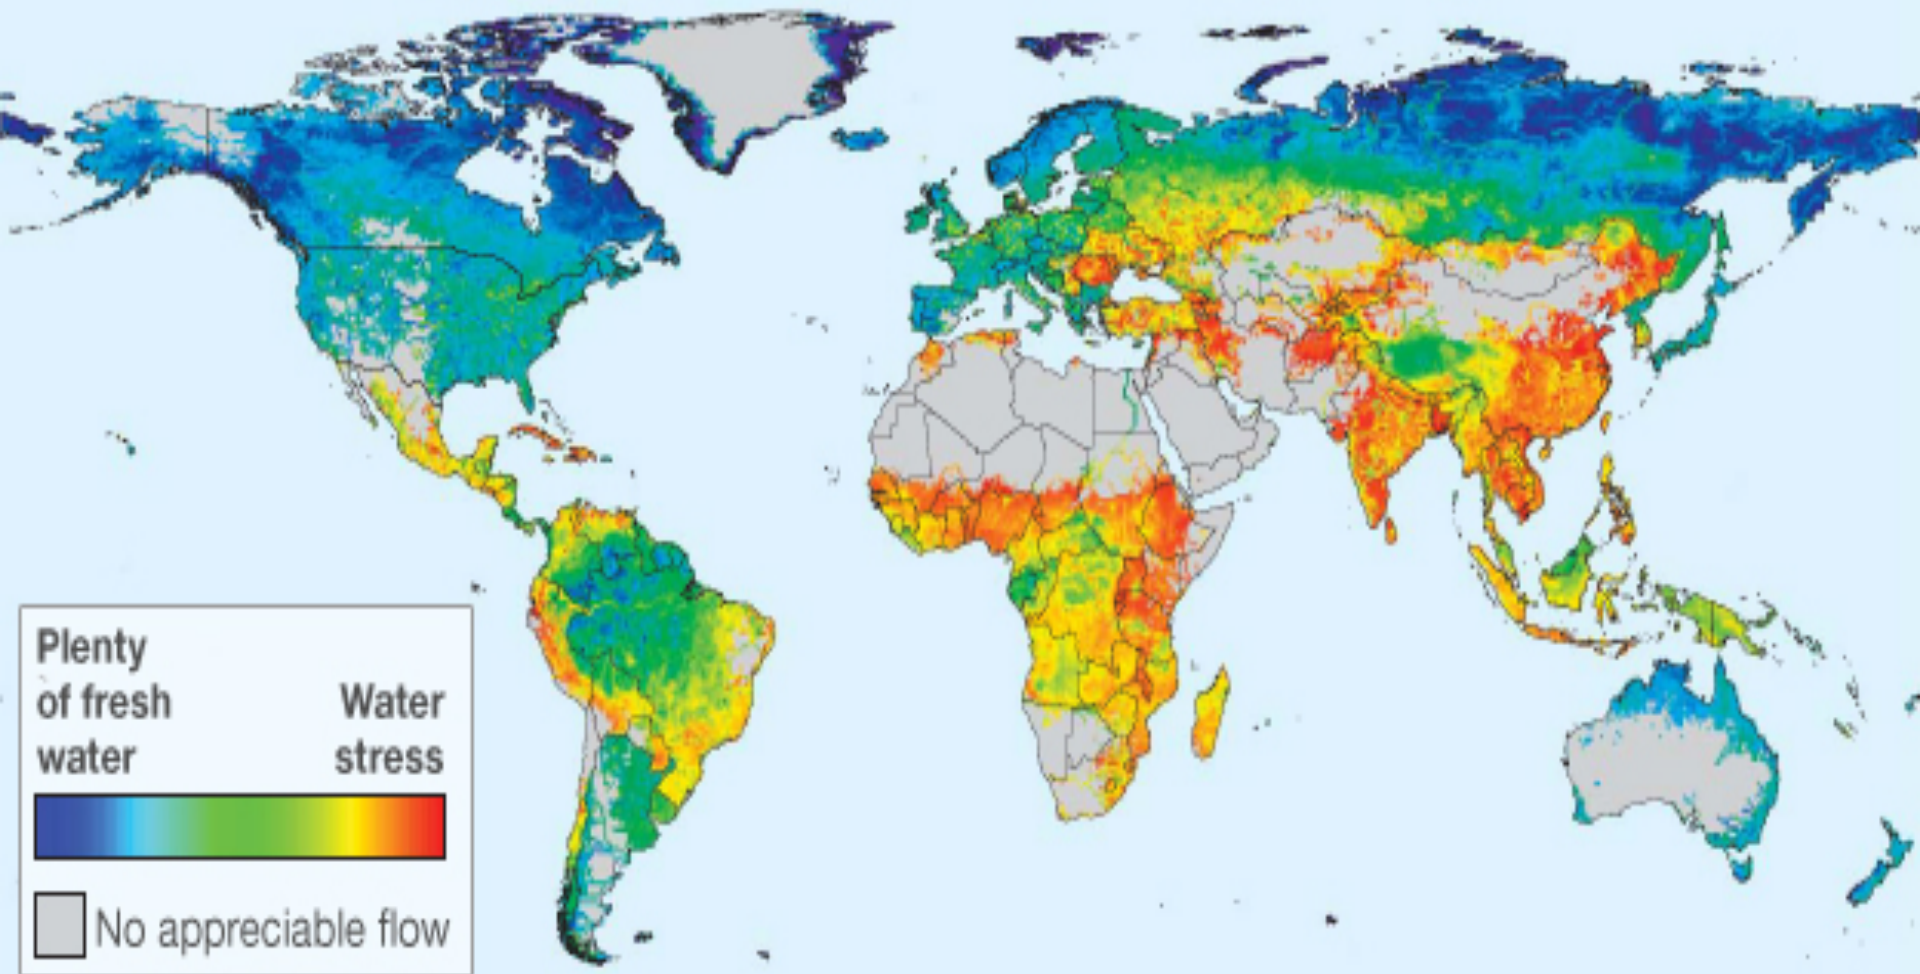 Plenty
of fresh
water
Water
stress
No appreciable flow